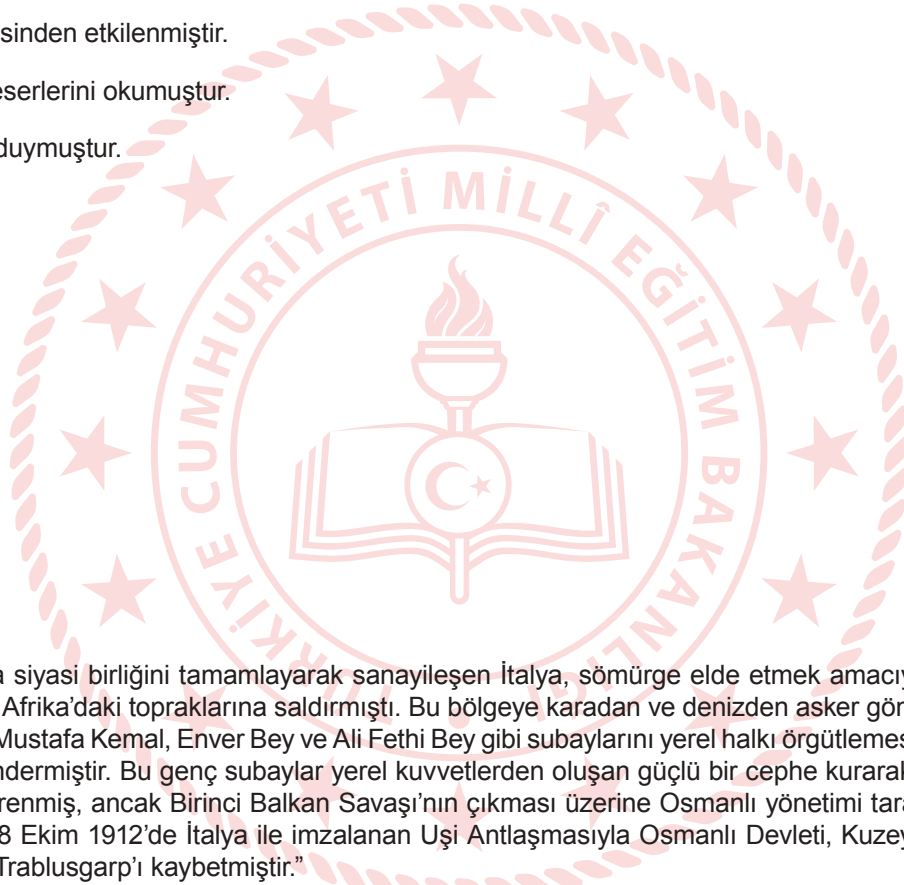 sinden etkilenmiştir.
eserlerini okumuştur.
duymuştur.
TÜRKİYE CUMHURİYETİ MİLLÎ EĞİTİM BAKANLIĞI
a siyasi birliğini tamamlayarak sanayileşen İtalya, sömürge elde etmek amacıy
Afrika’daki topraklarına saldırmıştı. Bu bölgeye karadan ve denizden asker gön
Mustafa Kemal, Enver Bey ve Ali Fethi Bey gibi subaylarını yerel halkı örgütlemes
ndermiştir. Bu genç subaylar yerel kuvvetlerden oluşan güçlü bir cephe kurarak
renmiş, ancak Birinci Balkan Savaşı’nın çıkması üzerine Osmanlı yönetimi tara
8 Ekim 1912’de İtalya ile imzalanan Uşi Antlaşmasıyla Osmanlı Devleti, Kuzey
Trablusgarp’ı kaybetmiştir.”